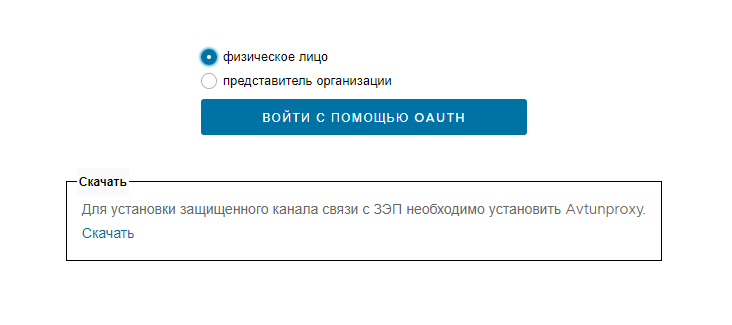 физическое лицо
представитель организации
ВОЙТИ С ПОМОЩЬЮ OAUTH
Скачать
Для установки защищенного канала связи с ЗЭП необходимо установить Avtunproxy.
Скачать